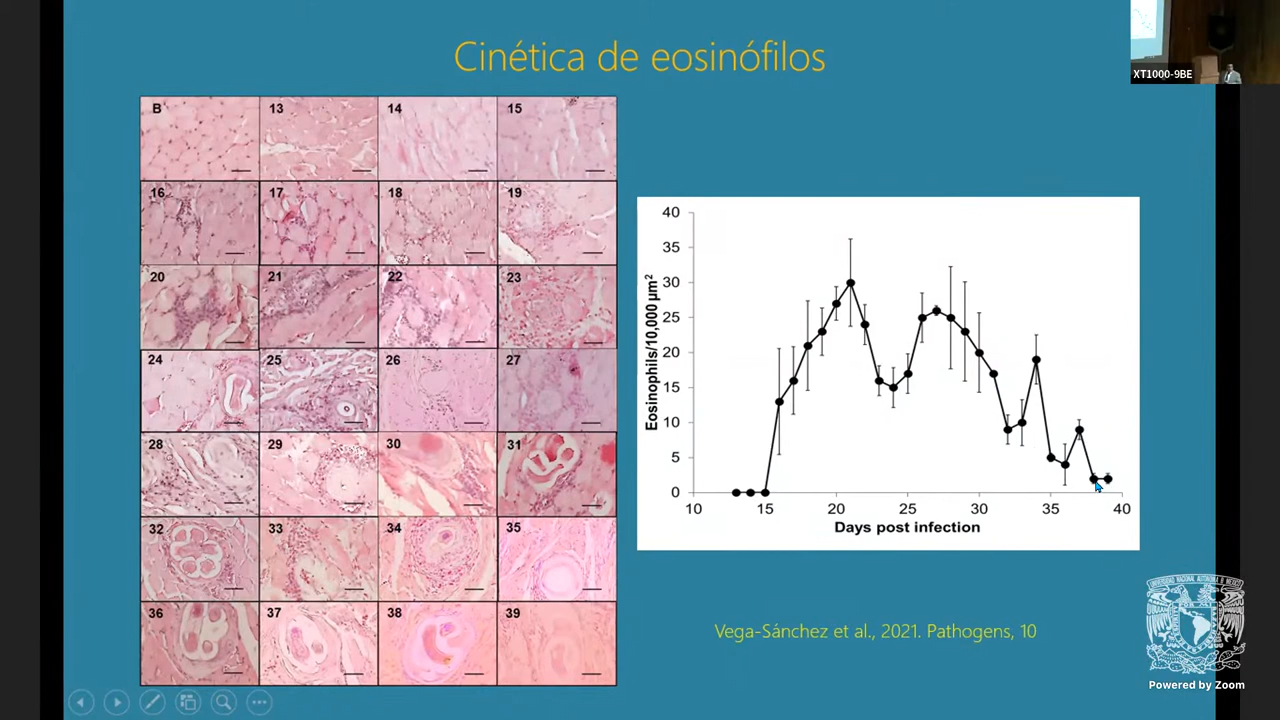 Cinética de eosinófilos
XT1000-9BE
B 13 14 15
16 17 18 19
20 21 22 23
24 25 26 27
28 29 30 31
32 33 34 35
36 37 38 39
40
35
30
25
20
15
10
5
0
Eosinophils/10,000 µm²
10 15 20 25 30 35 40
Days post infection
Vega-Sánchez et al., 2021. Pathogens, 10
Powered by Zoom